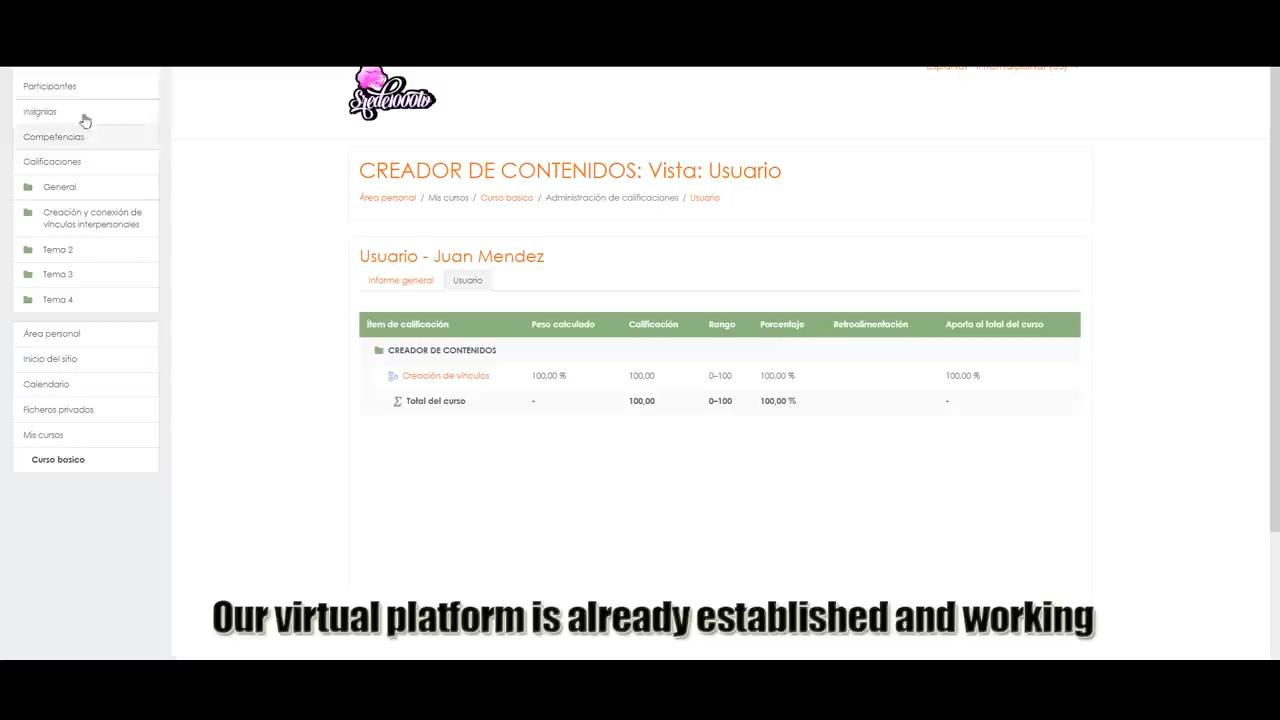 Español - Internacional (es)
Participantes
Insignias
Competencias
Calificaciones
General
Creación y conexión de
vínculos interpersonales
Tema 2
Tema 3
Tema 4
Área personal
Inicio del sitio
Calendario
Ficheros privados
Mis cursos
Curso basico
CREADOR DE CONTENIDOS: Vista: Usuario
Área personal / Mis cursos / Curso basico / Administración de calificaciones / Usuario
Usuario - Juan Mendez
Informe general Usuario
Ítem de calificación Peso calculado Calificación Rango Porcentaje Retroalimentación Aporta al total del curso
CREADOR DE CONTENIDOS
Creación de vínculos 100,00 % 100,00 0–100 100,00 % 100,00 %
Total del curso - 100,00 0–100 100,00 % -
Our virtual platform is already established and working